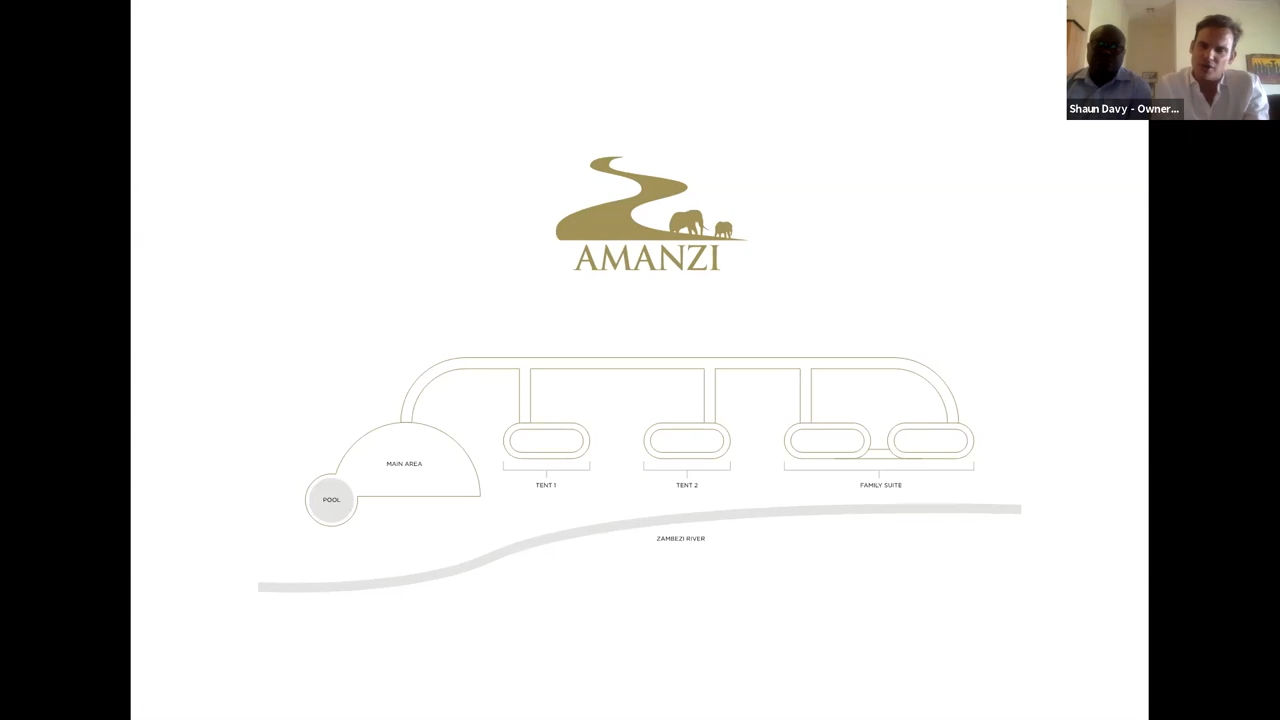 Shaun Davy - Owner...
AMANZI
MAIN AREA
POOL
TENT 1
TENT 2
FAMILY SUITE
ZAMBEZI RIVER